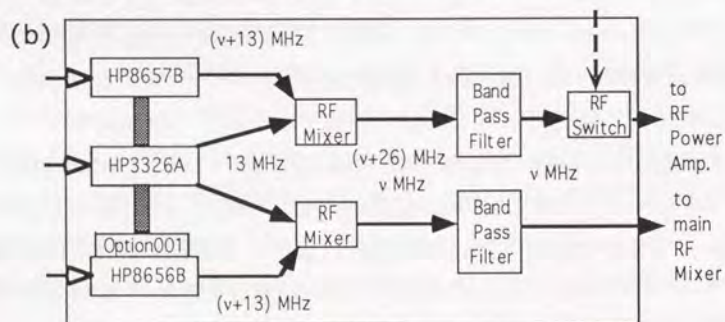 (b)
(ν+13) MHz
HP8657B
HP3326A
Option001
HP8656B
13 MHz
(ν+13) MHz
RF
Mixer
RF
Mixer
(ν+26) MHz
ν MHz
Band
Pass
Filter
Band
Pass
Filter
ν MHz
RF
Switch
to
RF
Power
Amp.
to
main
RF
Mixer